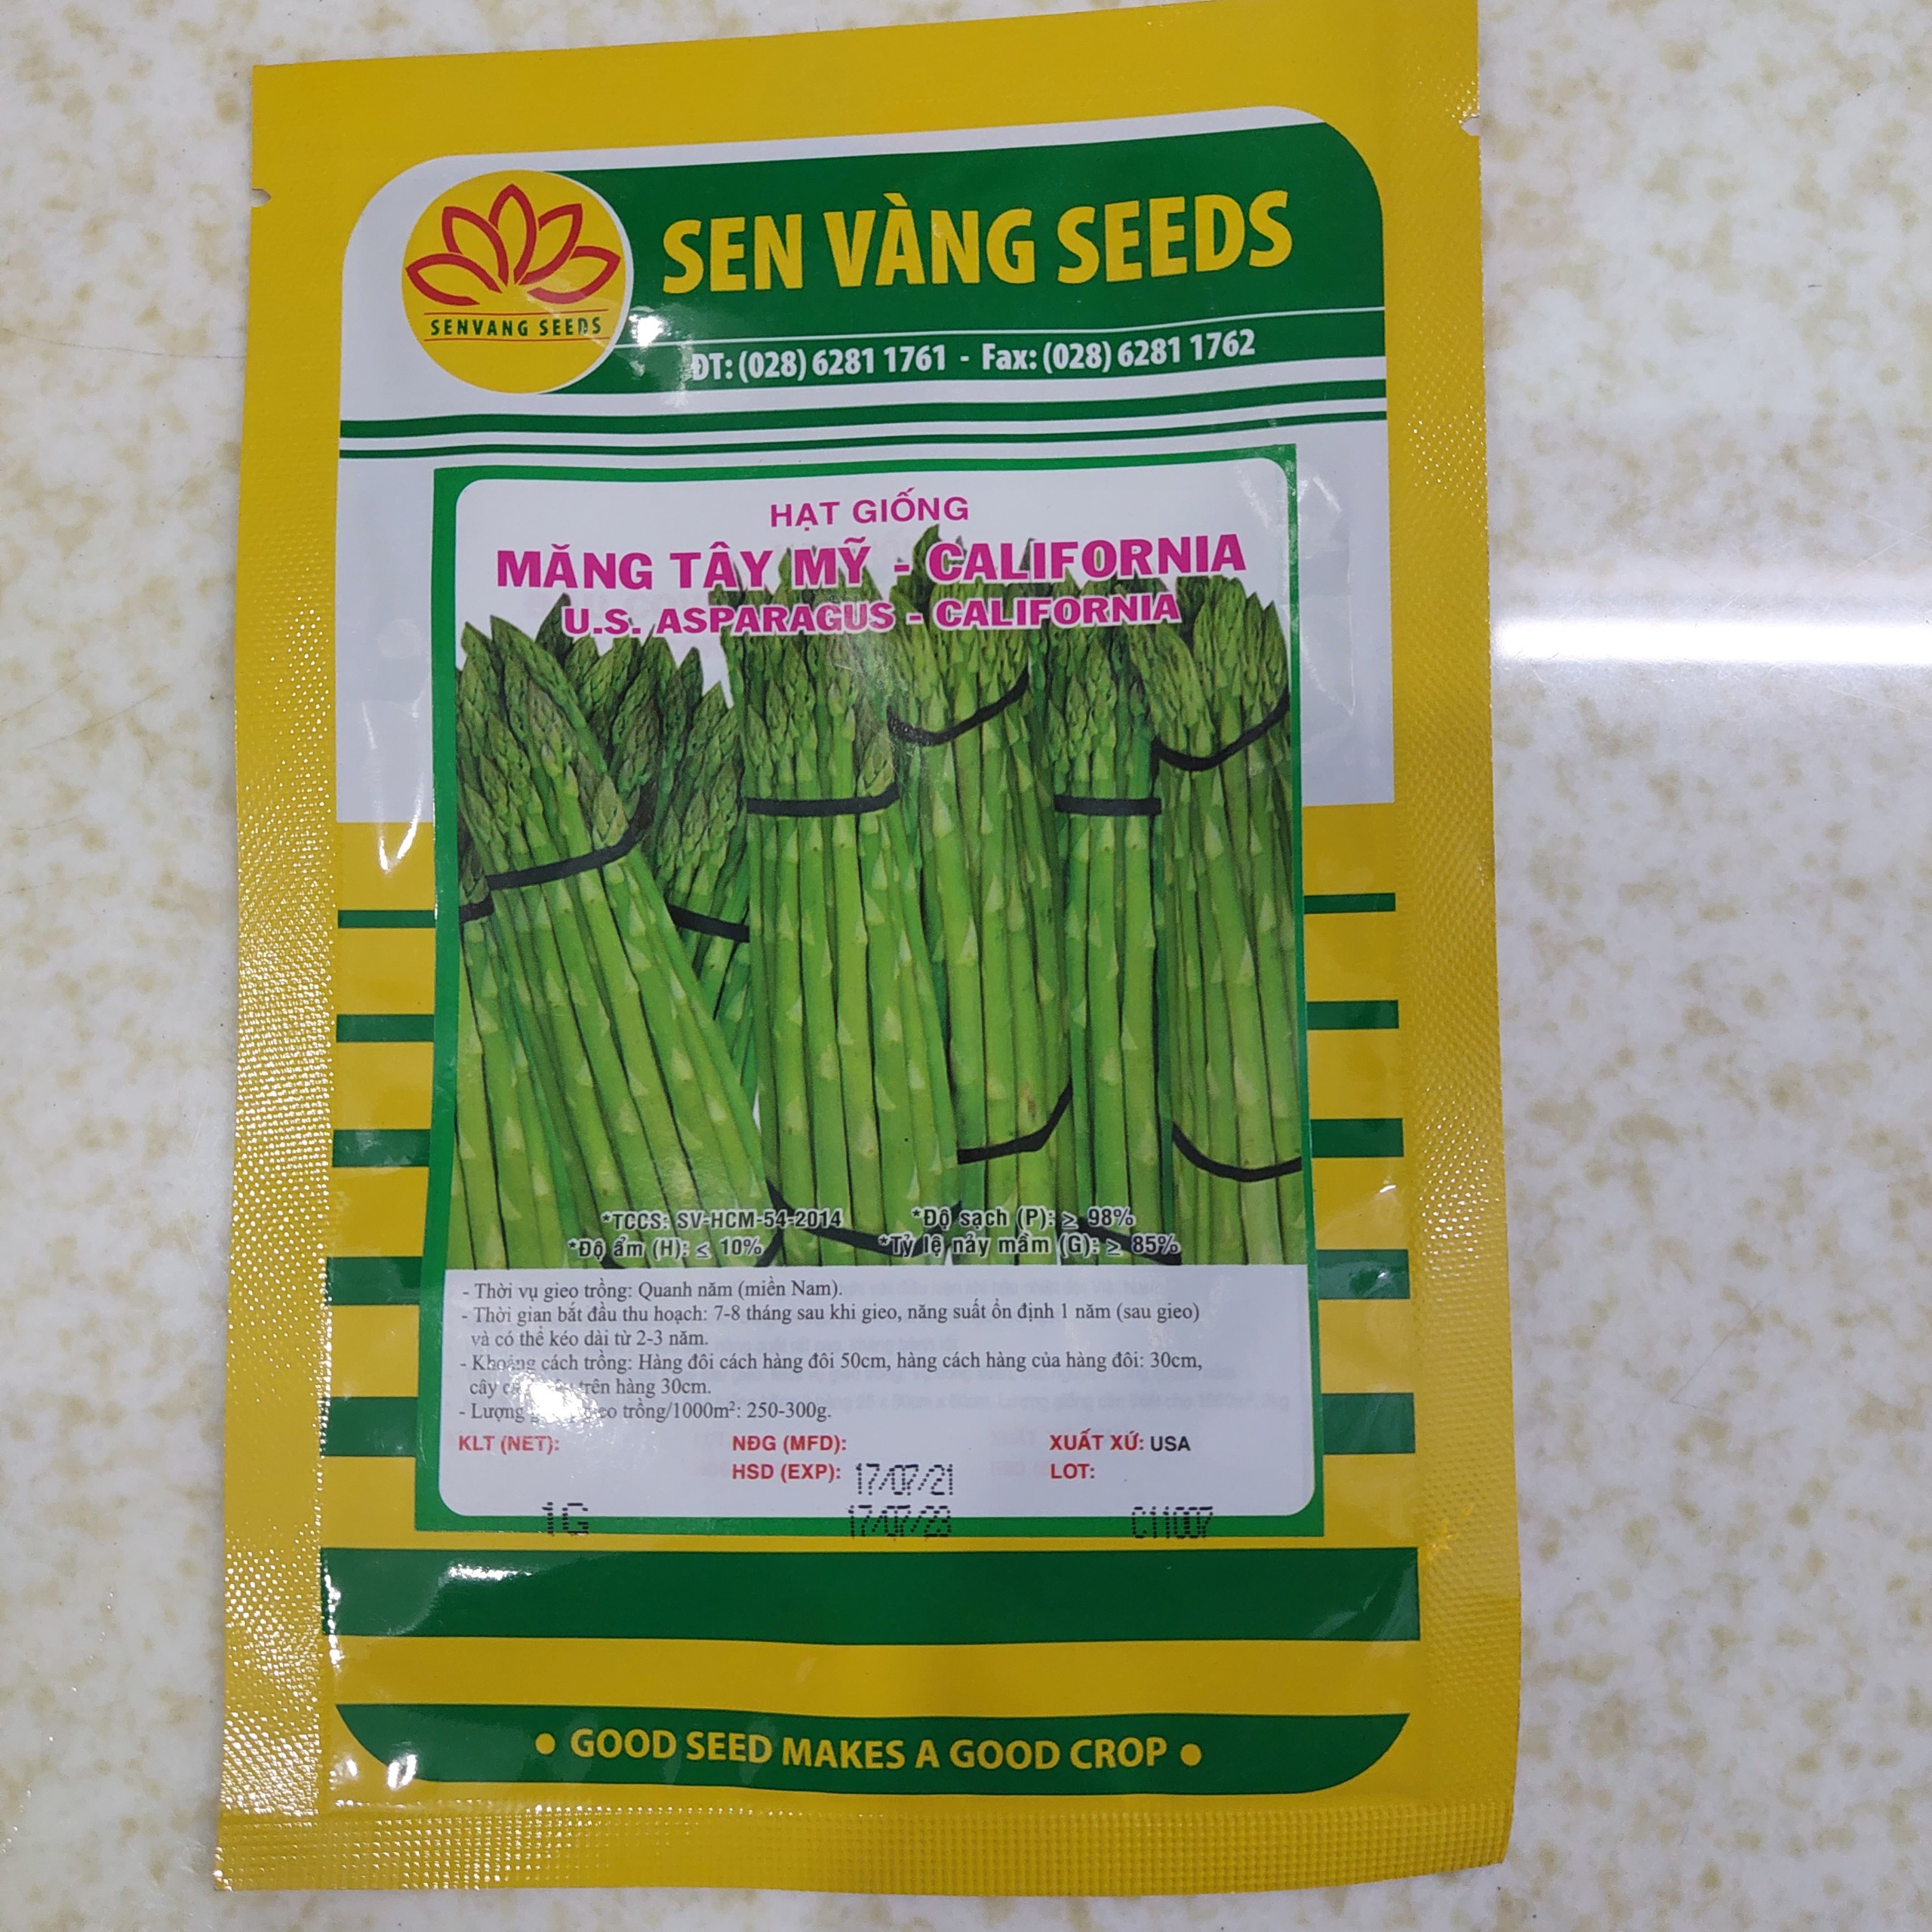 SENVANG SEEDS
SEN VÀNG SEEDS
ĐT: (028) 6281 1761 - Fax: (028) 6281 1762
HẠT GIỐNG
MĂNG TÂY MỸ - CALIFORNIA
U.S. ASPARAGUS - CALIFORNIA
*TCCS: SV-HCM-54-2014 *Độ sạch (P): ≥ 98%
*Độ ẩm (H): ≤ 10% *Tỷ lệ nảy mầm (G): ≥ 85%
- Thời vụ gieo trồng: Quanh năm (miền Nam).
- Thời gian bắt đầu thu hoạch: 7-8 tháng sau khi gieo, năng suất ổn định 1 năm (sau gieo)
và có thể kéo dài từ 2-3 năm.
- Khoảng cách trồng: Hàng đôi cách hàng đôi 50cm, hàng cách hàng của hàng đôi: 30cm,
cây trên hàng 30cm.
- Lượng trồng/1000m²: 250-300g.
KLT (NET): NĐG (MFD): XUẤT XỨ: USA
HSD (EXP): 17/07/21 LOT:
1G 17/07/23 C11007
• GOOD SEED MAKES A GOOD CROP •